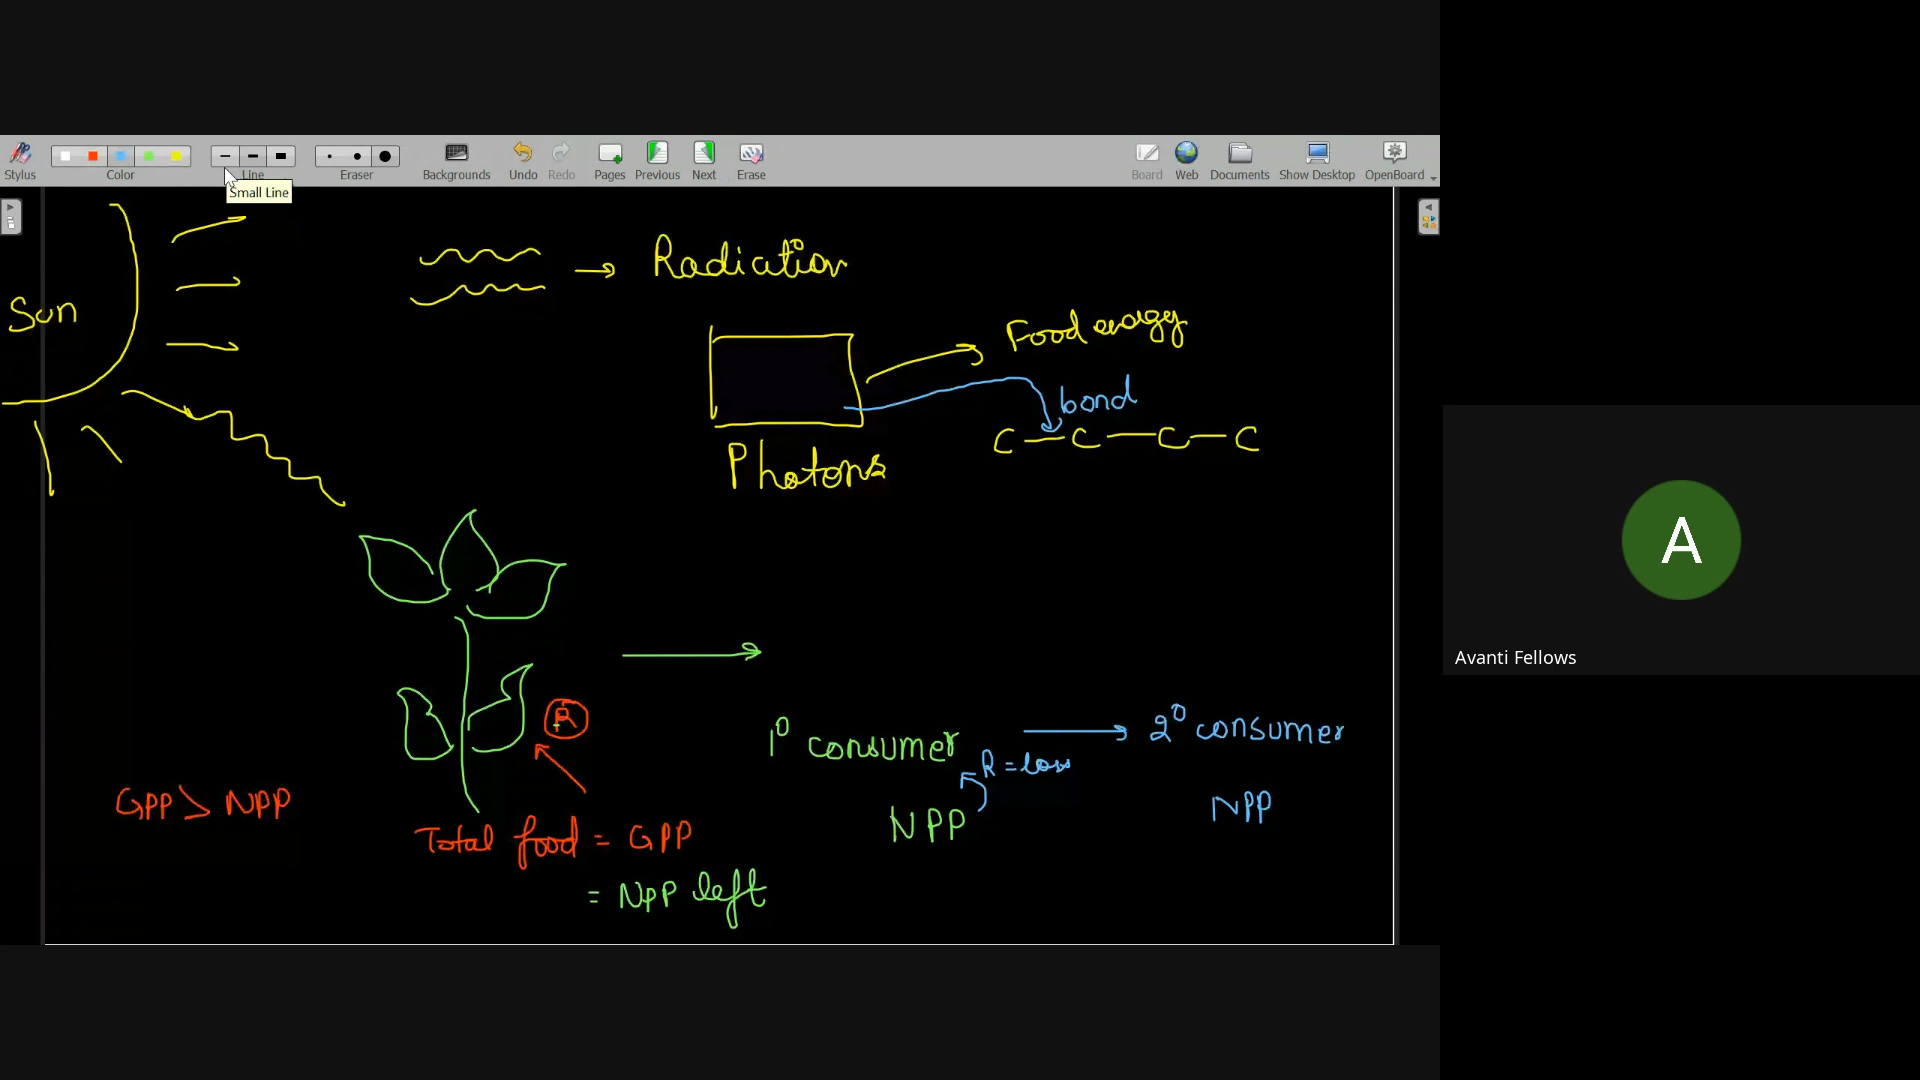 Stylus Color Line Eraser Backgrounds Undo Redo Pages Previous Next Erase Board Web Documents Show Desktop OpenBoard
Small Line
Sun
→ Radiation
Food energy
bond
C — C — C — C
Photons
R
1° consumer → 2° consumer
R = loss
GPP > NPP
NPP
NPP
Total food = GPP
= NPP left
A
Avanti Fellows